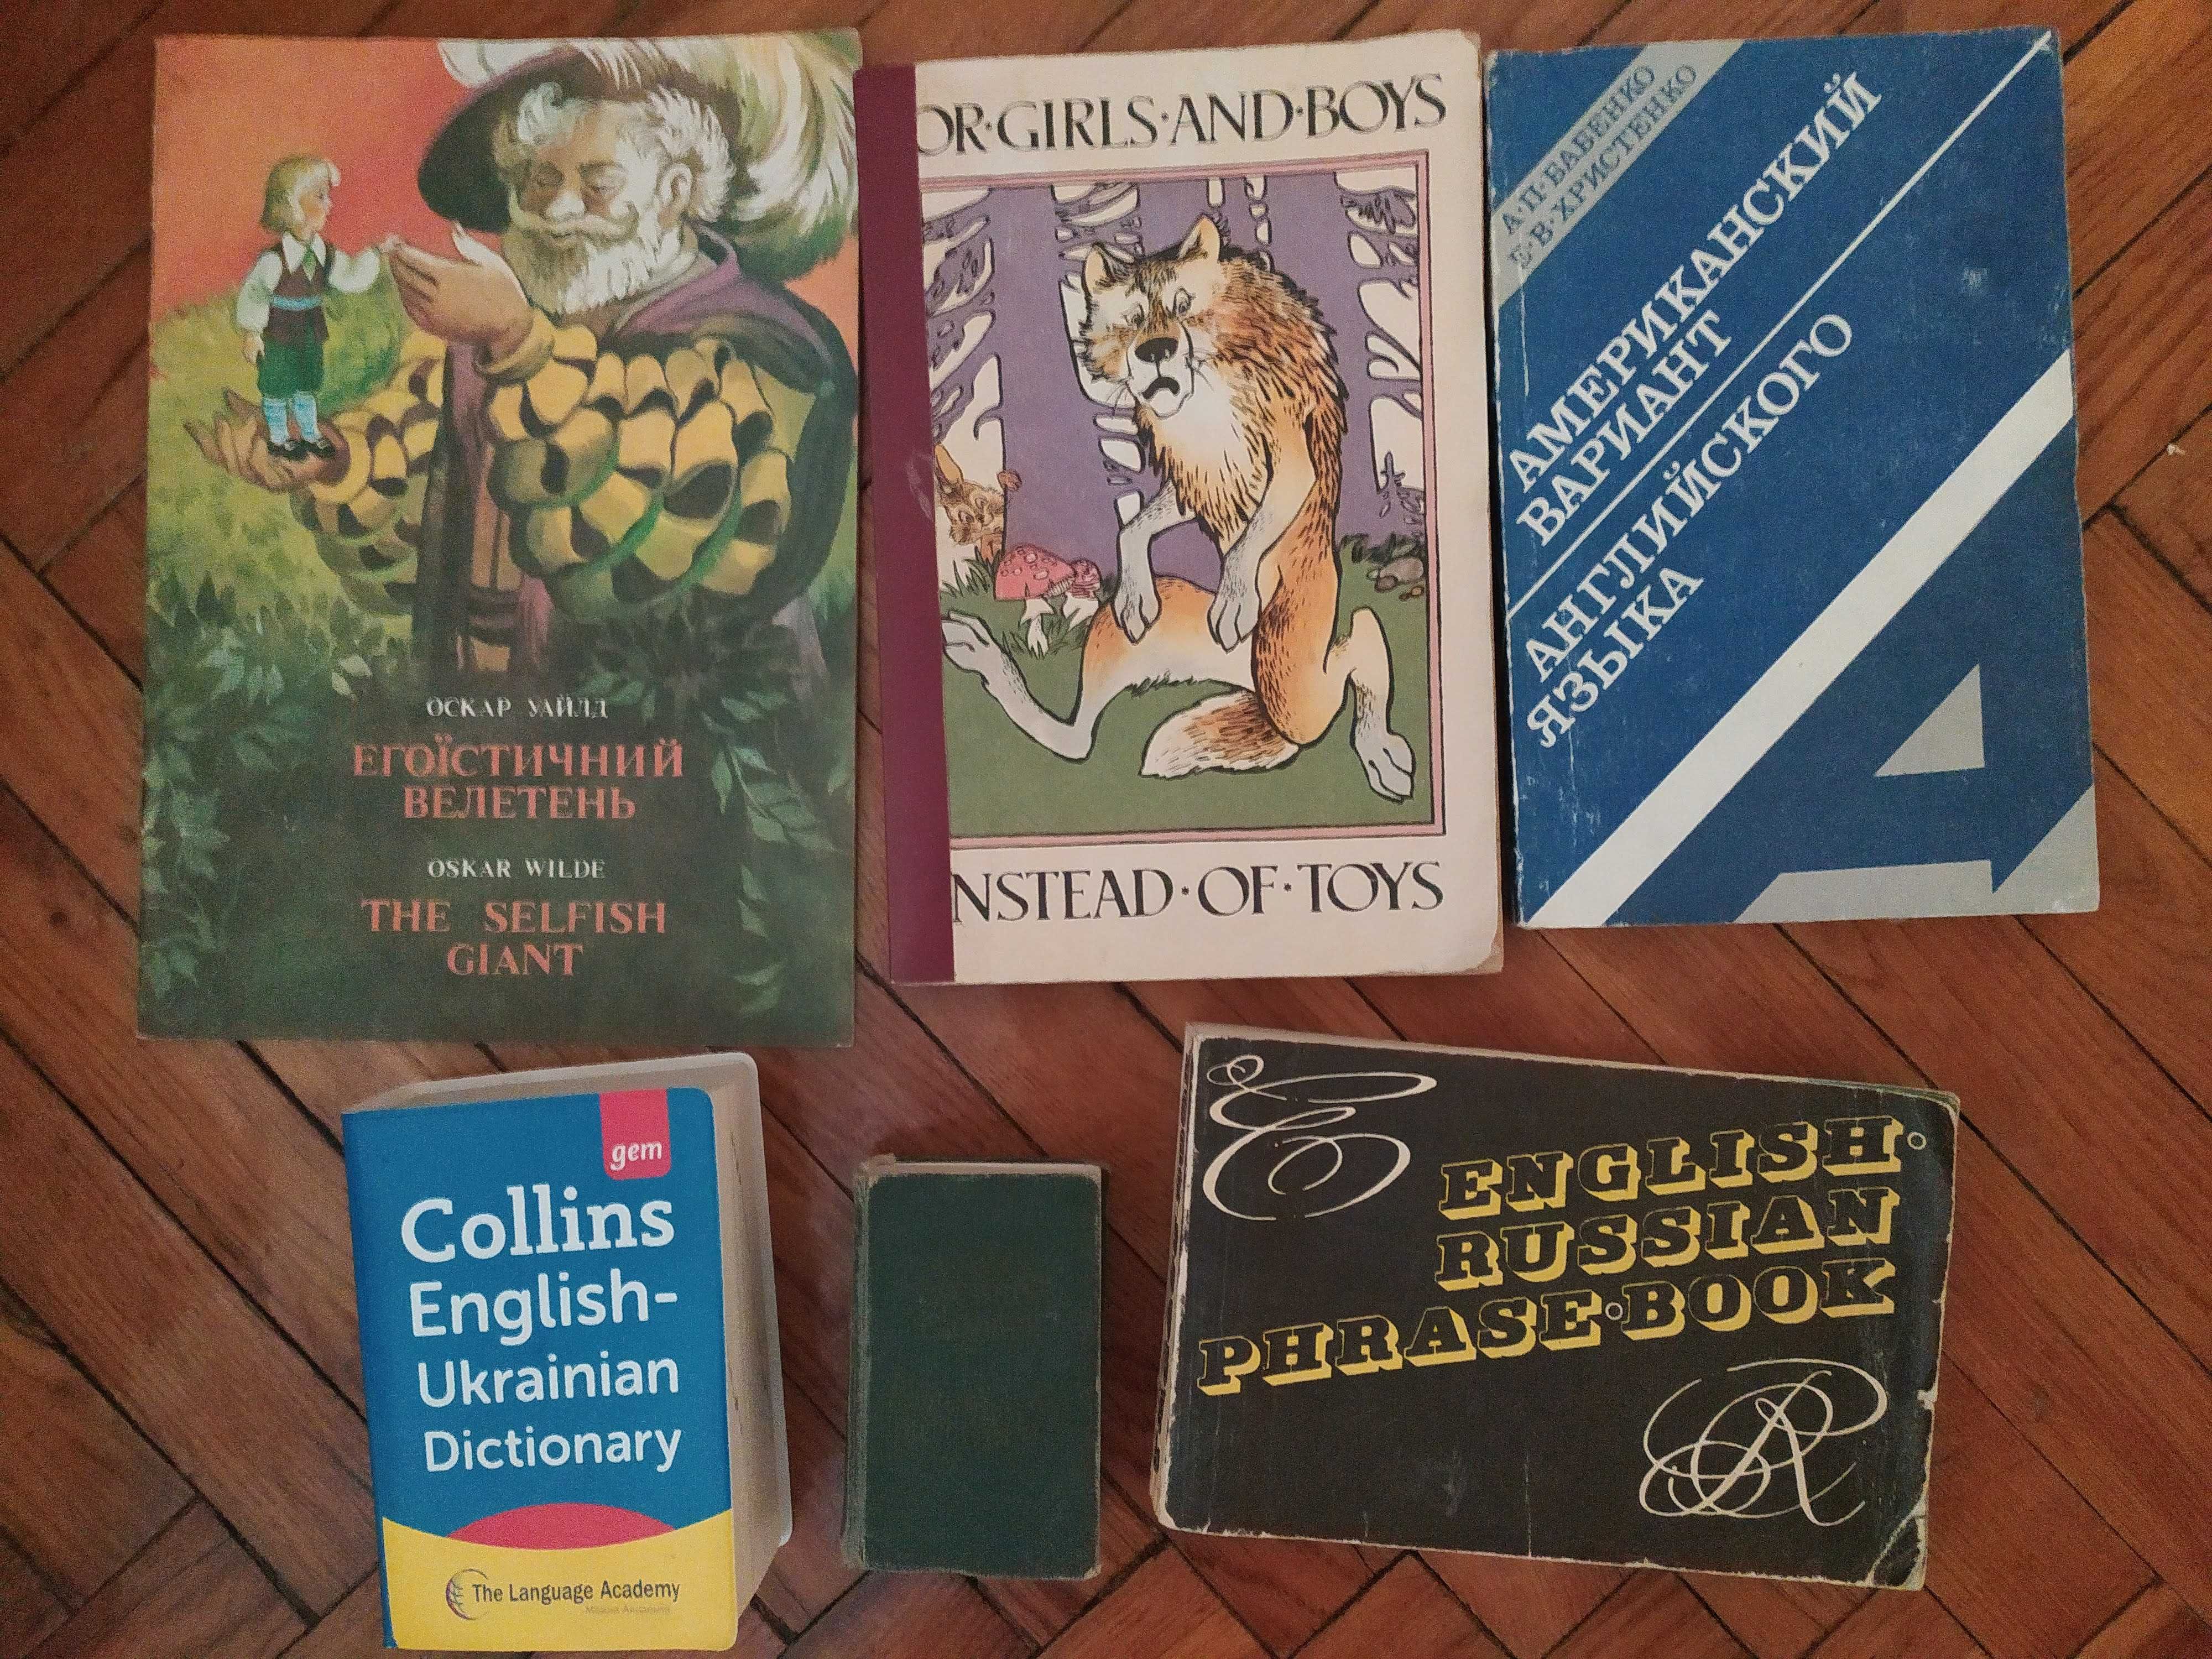 ОСКАР УАЙЛД
ЕГОЇСТИЧНИЙ
ВЕЛЕТЕНЬ
OSKAR WILDE
THE SELFISH
GIANT
OR·GIRLS·AND·BOYS
NSTEAD·OF·TOYS
А·П·БАБЕНКО
Е·В·ХРИСТЕНКО
АМЕРИКАНСКИЙ
ВАРИАНТ
АНГЛИЙСКОГО
ЯЗЫКА
gem
Collins
English-
Ukrainian
Dictionary
The Language Academy
ENGLISH·
RUSSIAN
PHRASE·BOOK
E
R